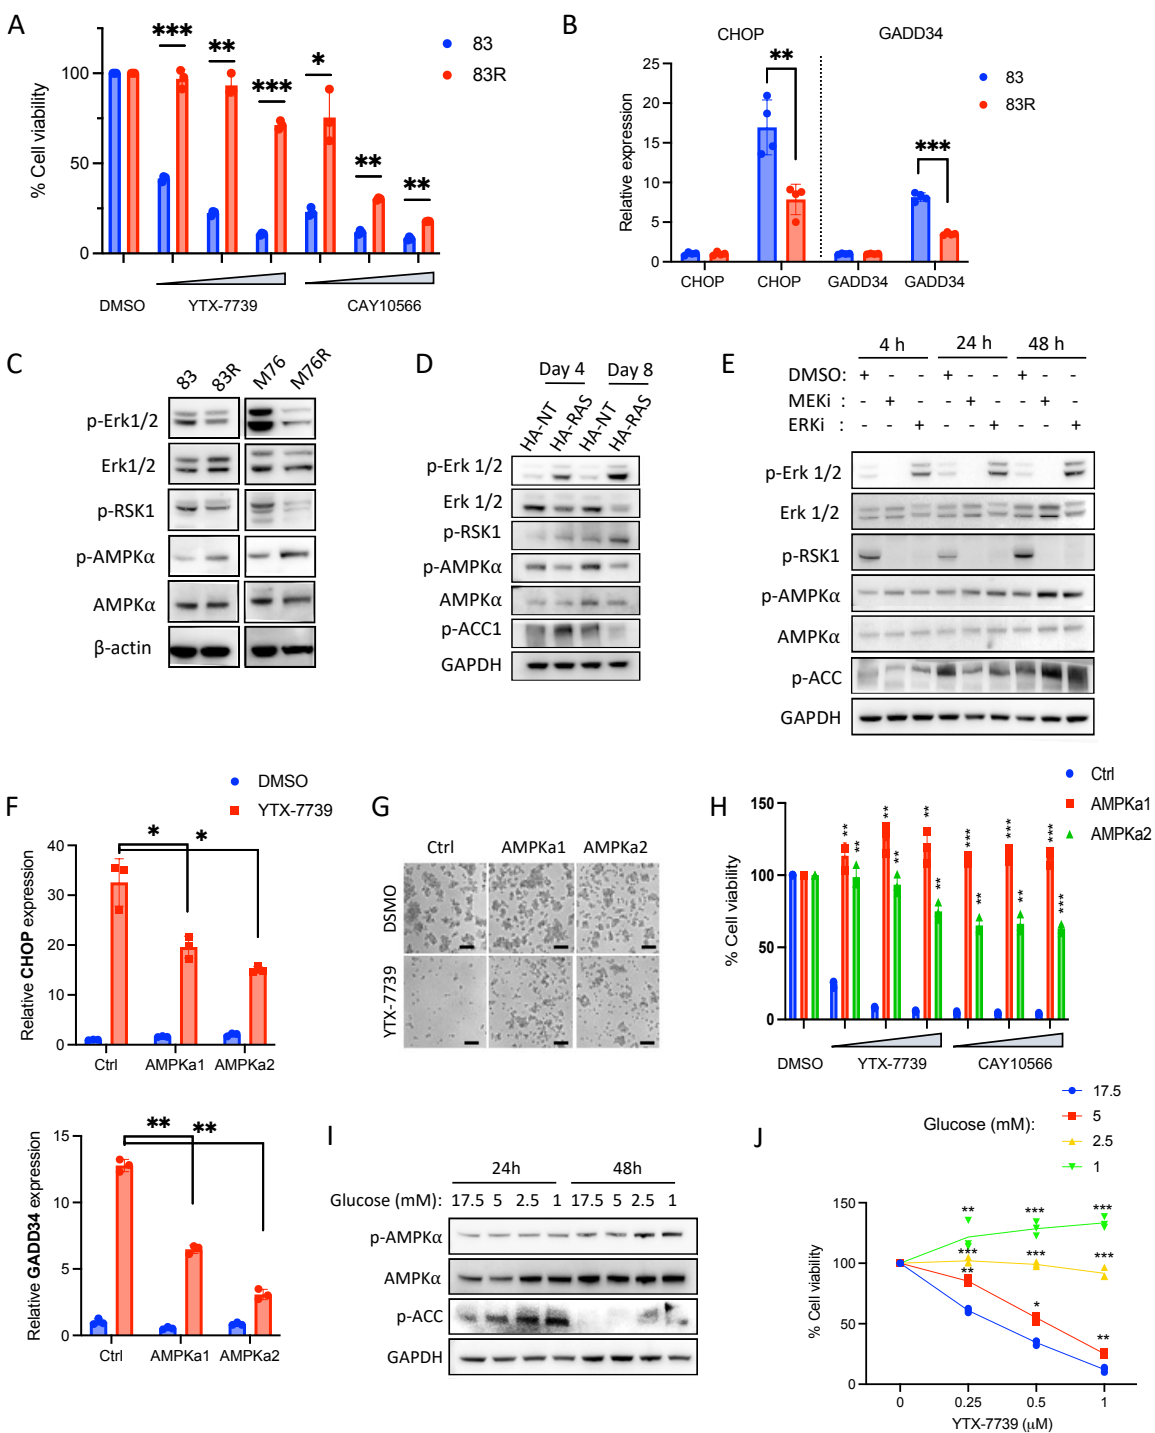 A
% Cell viability
100
50
0
*** ** *** * ** **
83
83R
DMSO YTX-7739 CAY10566
B
CHOP GADD34
Relative expression
25
20
15
10
5
0
** ***
83
83R
CHOP CHOP GADD34 GADD34
C
83 83R M76 M76R
p-Erk1/2
Erk1/2
p-RSK1
p-AMPKα
AMPKα
β-actin
D
Day 4 Day 8
HA-NT HA-RAS HA-NT HA-RAS
p-Erk 1/2
Erk 1/2
p-RSK1
p-AMPKα
AMPKα
p-ACC1
GAPDH
E
4 h 24 h 48 h
DMSO: + - - + - - + - -
MEKi : - + - - + - - + -
ERKi : - - + - - + - - +
p-Erk 1/2
Erk 1/2
p-RSK1
p-AMPKα
AMPKα
p-ACC
GAPDH
F
DMSO
YTX-7739
Relative CHOP expression
40
30
20
10
0
* *
Ctrl AMPKa1 AMPKa2
Relative GADD34 expression
15
10
5
0
** **
Ctrl AMPKa1 AMPKa2
G
Ctrl AMPKa1 AMPKa2
DSMO
YTX-7739
H
Ctrl
AMPKa1
AMPKa2
% Cell viability
150
100
50
0
** ** ** ** ** ** *** ** *** ** *** ***
DMSO YTX-7739 CAY10566
I
24h 48h
Glucose (mM): 17.5 5 2.5 1 17.5 5 2.5 1
p-AMPKα
AMPKα
p-ACC
GAPDH
J
Glucose (mM):
17.5
5
2.5
1
% Cell viability
150
100
50
0
** *** ***
*** *** ***
** * **
0 0.25 0.5 1
YTX-7739 (μM)